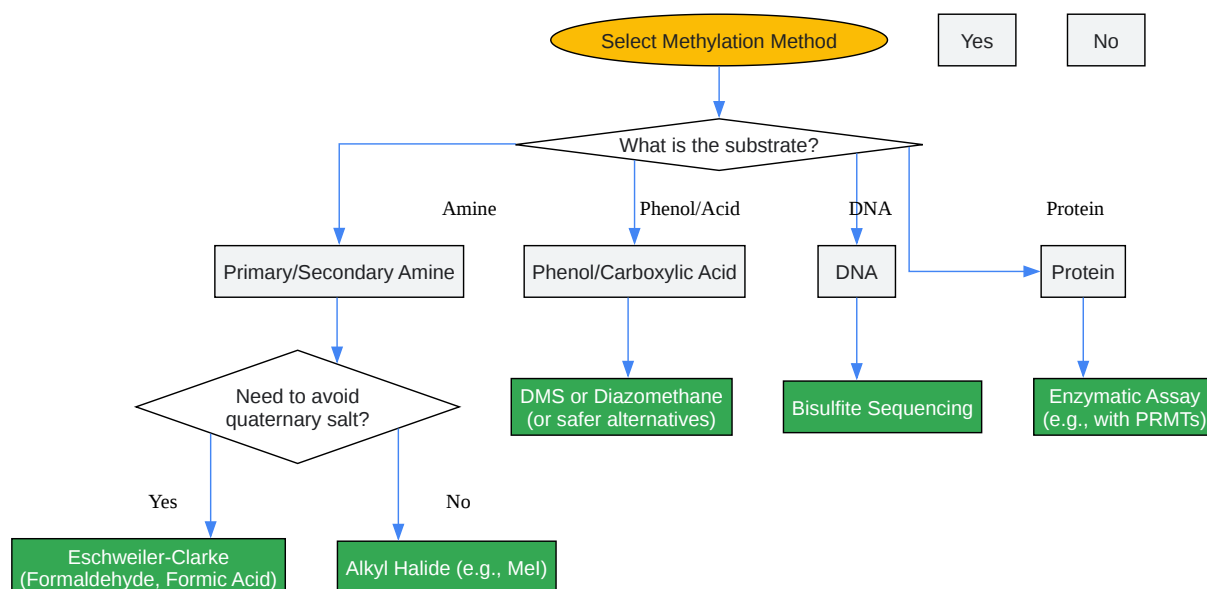 Select Methylation Method
Yes
No
What is the substrate?
Amine
Phenol/Acid
DNA
Protein
Primary/Secondary Amine
Phenol/Carboxylic Acid
DNA
Protein
Need to avoid
quaternary salt?
DMS or Diazomethane
(or safer alternatives)
Bisulfite Sequencing
Enzymatic Assay
(e.g., with PRMTs)
Yes
No
Eschweiler-Clarke
(Formaldehyde, Formic Acid)
Alkyl Halide (e.g., MeI)